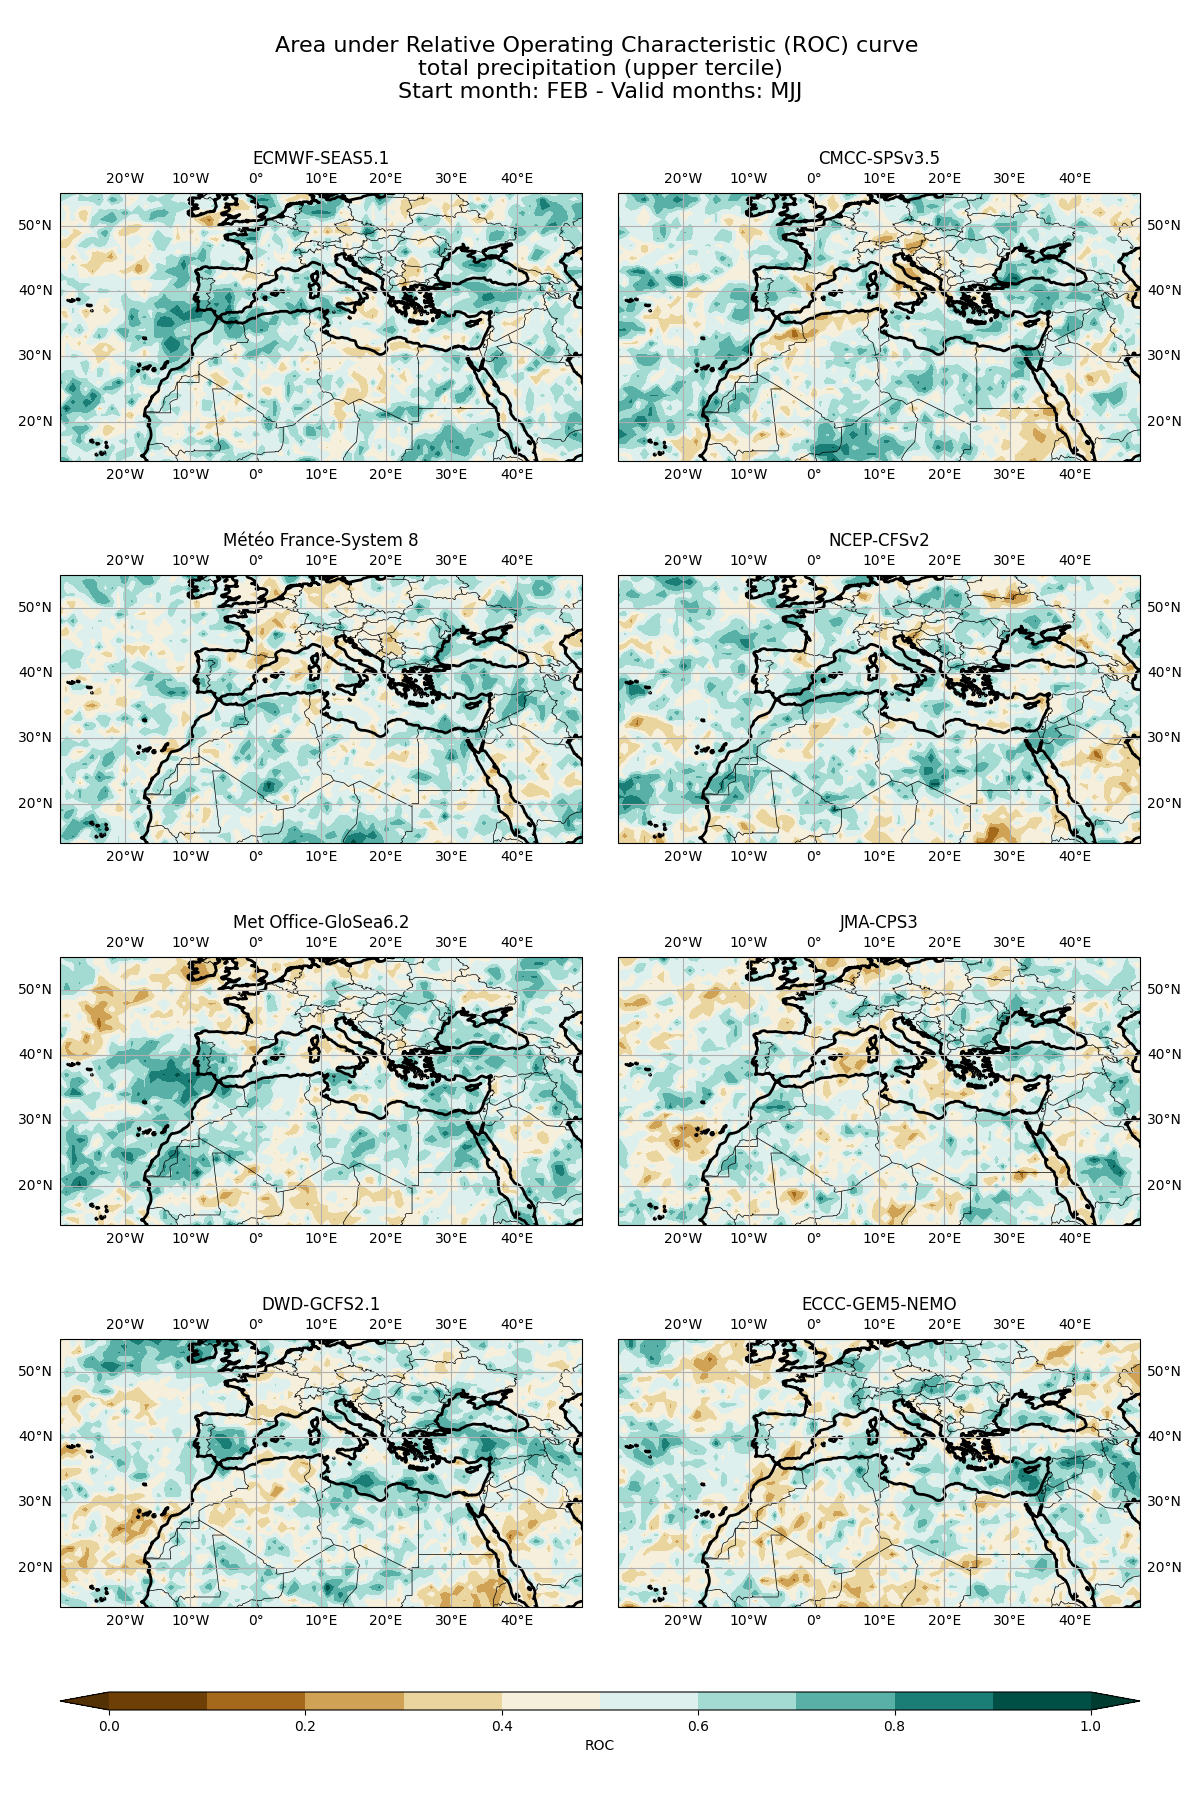 Area under Relative Operating Characteristic (ROC) curve
total precipitation (upper tercile)
Start month: FEB - Valid months: MJJ
ECMWF-SEAS5.1
20°W 10°W 0° 10°E 20°E 30°E 40°E
50°N
40°N
30°N
20°N
20°W 10°W 0° 10°E 20°E 30°E 40°E
CMCC-SPSv3.5
20°W 10°W 0° 10°E 20°E 30°E 40°E
50°N
40°N
30°N
20°N
20°W 10°W 0° 10°E 20°E 30°E 40°E
Météo France-System 8
20°W 10°W 0° 10°E 20°E 30°E 40°E
50°N
40°N
30°N
20°N
20°W 10°W 0° 10°E 20°E 30°E 40°E
NCEP-CFSv2
20°W 10°W 0° 10°E 20°E 30°E 40°E
50°N
40°N
30°N
20°N
20°W 10°W 0° 10°E 20°E 30°E 40°E
Met Office-GloSea6.2
20°W 10°W 0° 10°E 20°E 30°E 40°E
50°N
40°N
30°N
20°N
20°W 10°W 0° 10°E 20°E 30°E 40°E
JMA-CPS3
20°W 10°W 0° 10°E 20°E 30°E 40°E
50°N
40°N
30°N
20°N
20°W 10°W 0° 10°E 20°E 30°E 40°E
DWD-GCFS2.1
20°W 10°W 0° 10°E 20°E 30°E 40°E
50°N
40°N
30°N
20°N
20°W 10°W 0° 10°E 20°E 30°E 40°E
ECCC-GEM5-NEMO
20°W 10°W 0° 10°E 20°E 30°E 40°E
50°N
40°N
30°N
20°N
20°W 10°W 0° 10°E 20°E 30°E 40°E
0.0 0.2 0.4 0.6 0.8 1.0
ROC